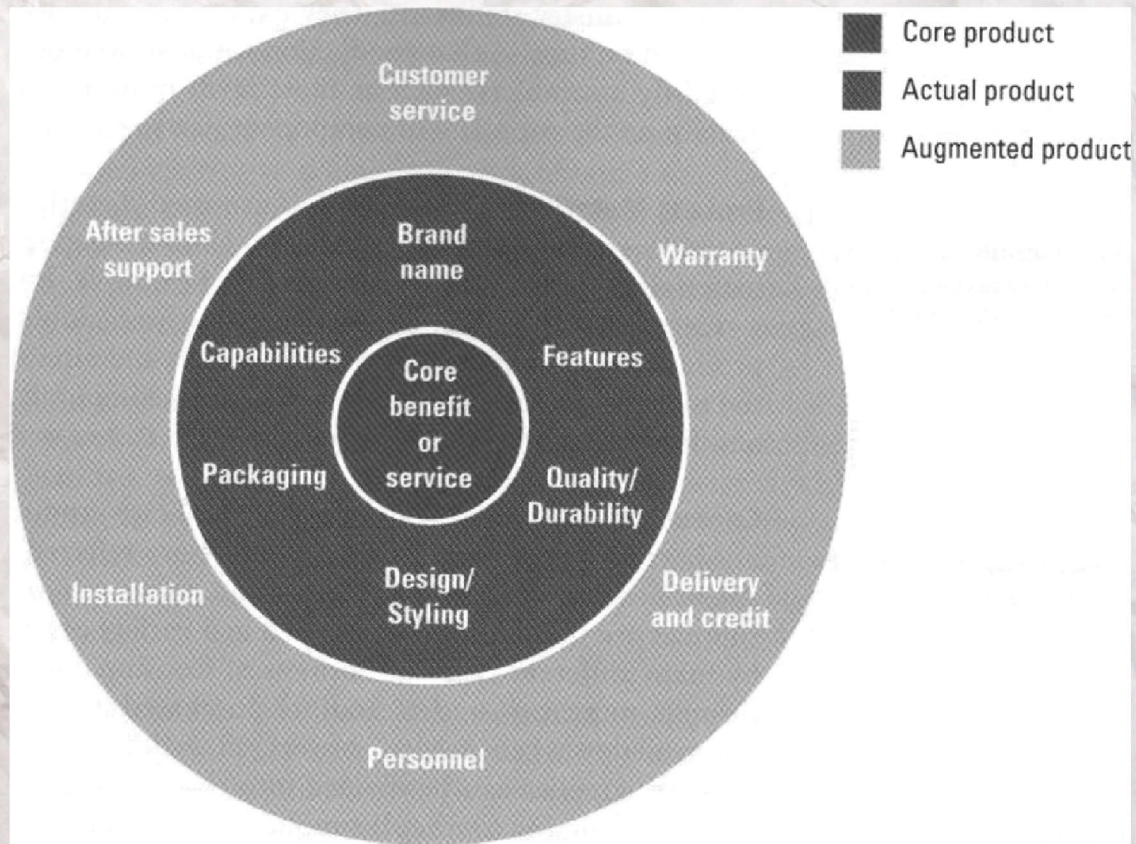 Core product
Actual product
Augmented product
Customer
service
After sales
support
Brand
name
Warranty
Capabilities
Features
Core
benefit
or
service
Packaging
Quality/
Durability
Installation
Design/
Styling
Delivery
and credit
Personnel